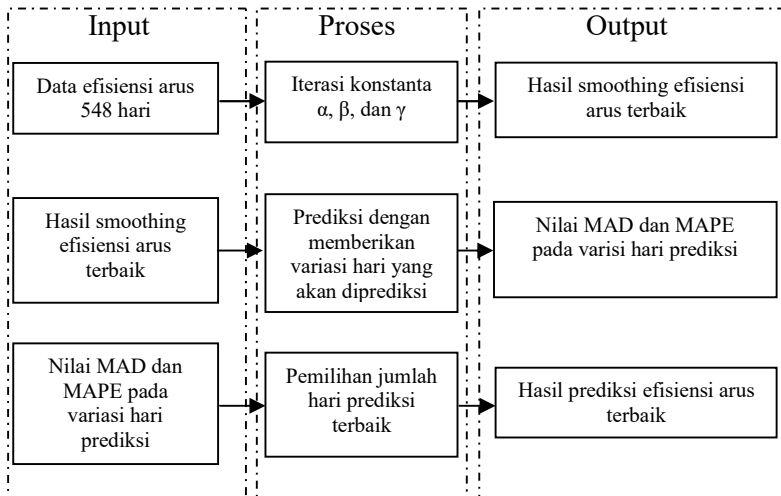 Input
Proses
Output
Data efisiensi arus
548 hari
Iterasi konstanta
α, β, dan γ
Hasil smoothing efisiensi
arus terbaik
Hasil smoothing
efisiensi arus
terbaik
Prediksi dengan
memberikan
variasi hari yang
akan diprediksi
Nilai MAD dan MAPE
pada varisi hari prediksi
Nilai MAD dan
MAPE pada
variasi hari
prediksi
Pemilihan jumlah
hari prediksi
terbaik
Hasil prediksi efisiensi arus
terbaik